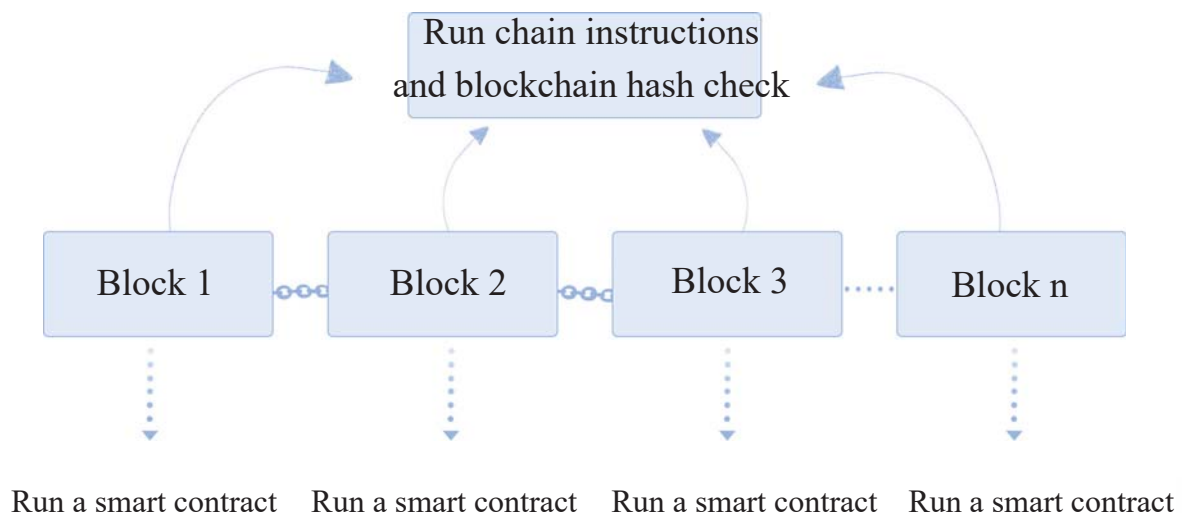 Run chain instructions
and blockchain hash check
Block 1
Block 2
Block 3
Block n
Run a smart contract
Run a smart contract
Run a smart contract
Run a smart contract